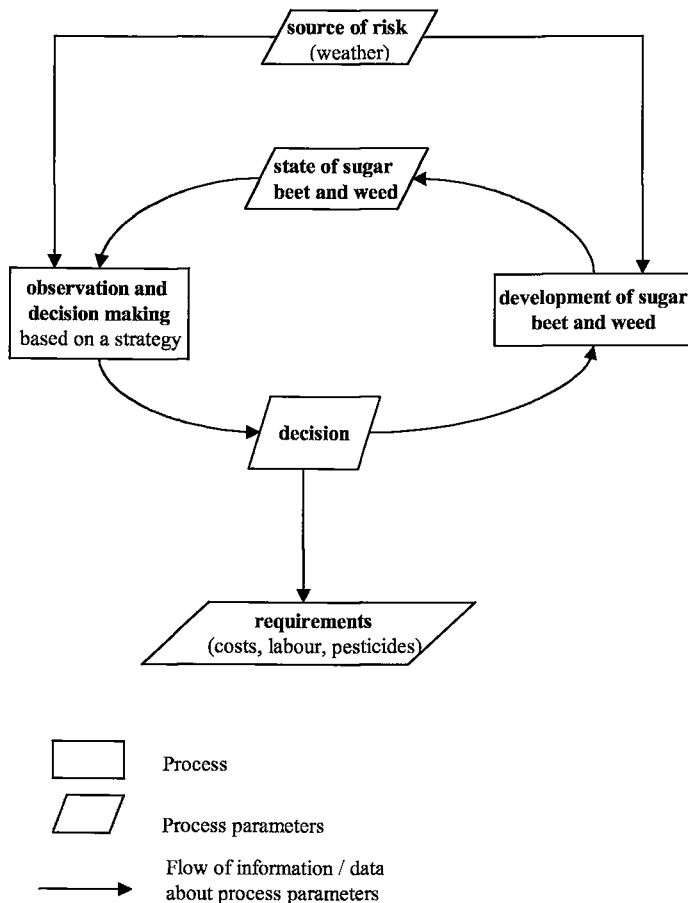 source of risk
(weather)
state of sugar
beet and weed
observation and
decision making
based on a strategy
development of sugar
beet and weed
decision
requirements
(costs, labour, pesticides)
Process
Process parameters
Flow of information / data
about process parameters